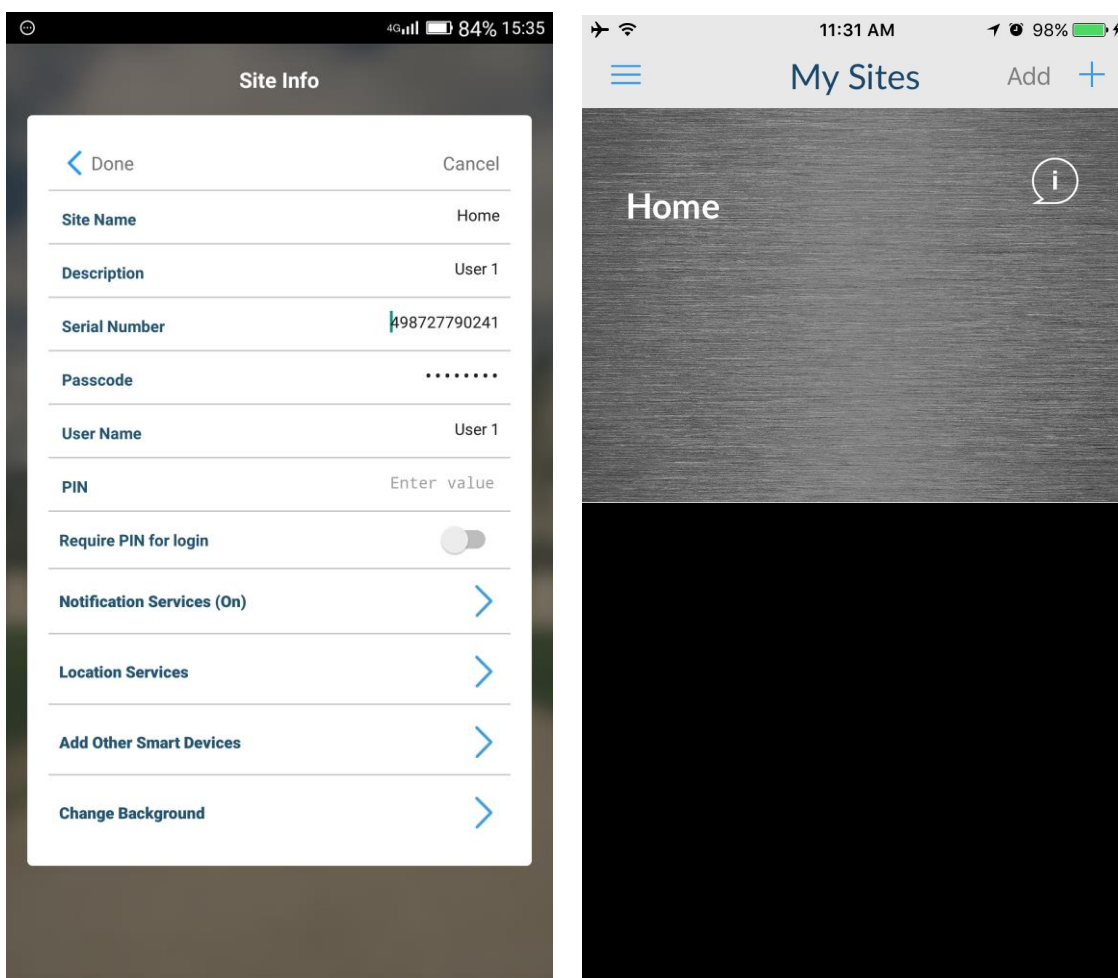 4G 84% 15:35
Site Info
Done Cancel
Site Name Home
Description User 1
Serial Number 498727790241
Passcode ········
User Name User 1
PIN Enter value
Require PIN for login
Notification Services (On)
Location Services
Add Other Smart Devices
Change Background
11:31 AM 98%
My Sites Add +
Home i